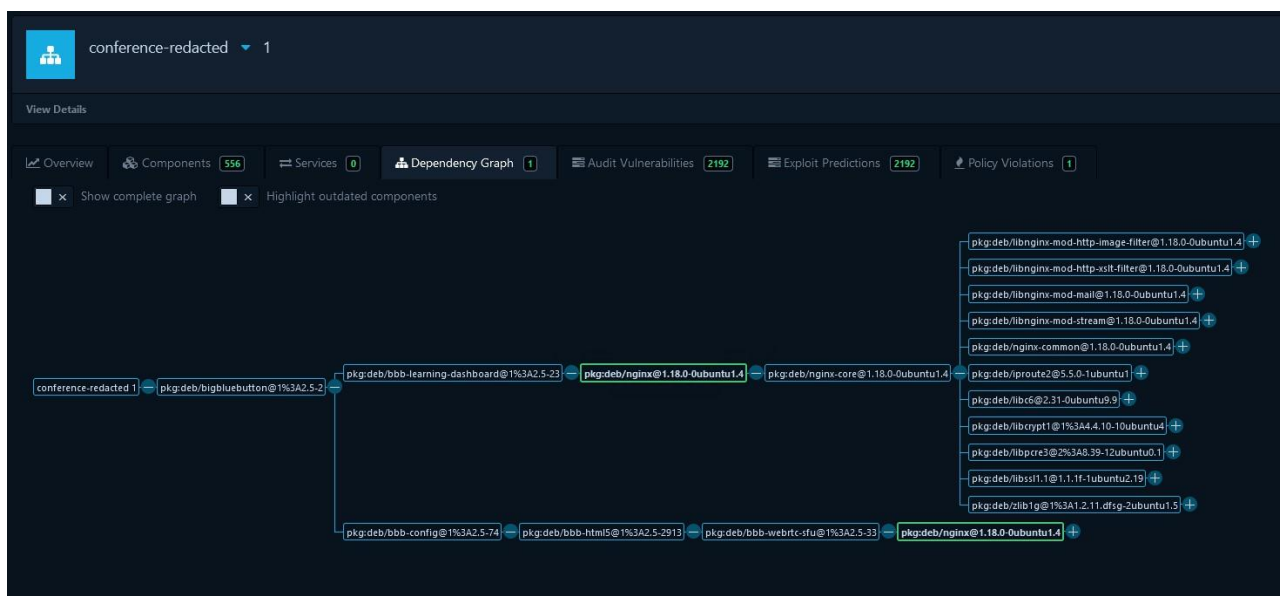 conference-redacted 1
View Details
Overview Components 556 Services 0 Dependency Graph 1 Audit Vulnerabilities 2192 Exploit Predictions 2192 Policy Violations 1
Show complete graph Highlight outdated components
pkg:deb/libnginx-mod-http-image-filter@1.18.0-0ubuntu1.4
pkg:deb/libnginx-mod-http-xslt-filter@1.18.0-0ubuntu1.4
pkg:deb/libnginx-mod-mail@1.18.0-0ubuntu1.4
pkg:deb/libnginx-mod-stream@1.18.0-0ubuntu1.4
pkg:deb/nginx-common@1.18.0-0ubuntu1.4
conference-redacted 1 pkg:deb/bigbluebutton@1%3A2.5-2 pkg:deb/bbb-learning-dashboard@1%3A2.5-23 pkg:deb/nginx@1.18.0-0ubuntu1.4 pkg:deb/nginx-core@1.18.0-0ubuntu1.4 pkg:deb/iproute2@5.5.0-1ubuntu1
pkg:deb/libc6@2.31-0ubuntu9.9
pkg:deb/libcrypt1@1%3A4.4.10-10ubuntu4
pkg:deb/libpcre3@2%3A8.39-12ubuntu0.1
pkg:deb/libssl1.1@1.1.1f-1ubuntu2.19
pkg:deb/zlib1g@1%3A1.2.11.dfsg-2ubuntu1.5
pkg:deb/bbb-config@1%3A2.5-74 pkg:deb/bbb-html5@1%3A2.5-2913 pkg:deb/bbb-webrtc-sfu@1%3A2.5-33 pkg:deb/nginx@1.18.0-0ubuntu1.4